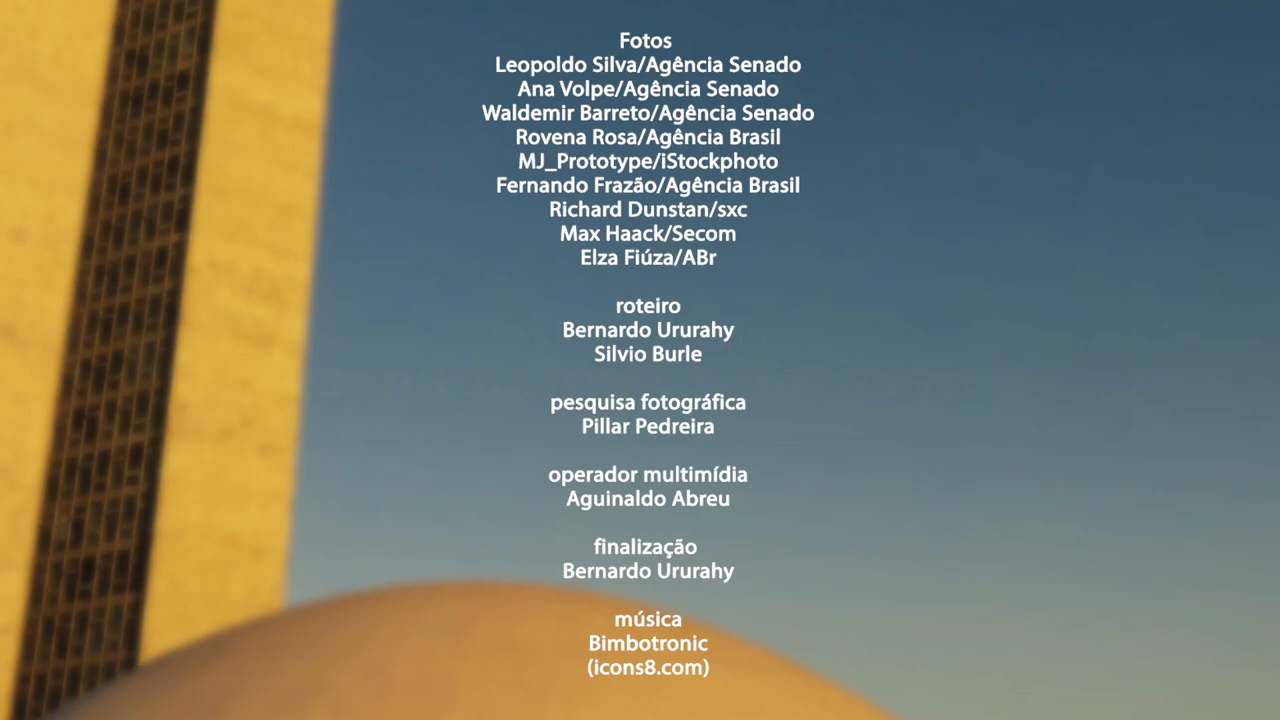 Fotos
Leopoldo Silva/Agência Senado
Ana Volpe/Agência Senado
Waldemir Barreto/Agência Senado
Rovena Rosa/Agência Brasil
MJ_Prototype/iStockphoto
Fernando Frazão/Agência Brasil
Richard Dunstan/sxc
Max Haack/Secom
Elza Fiúza/ABr
roteiro
Bernardo Ururahy
Silvio Burle
pesquisa fotográfica
Pillar Pedreira
operador multimídia
Aguinaldo Abreu
finalização
Bernardo Ururahy
música
Bimbotronic
(icons8.com)